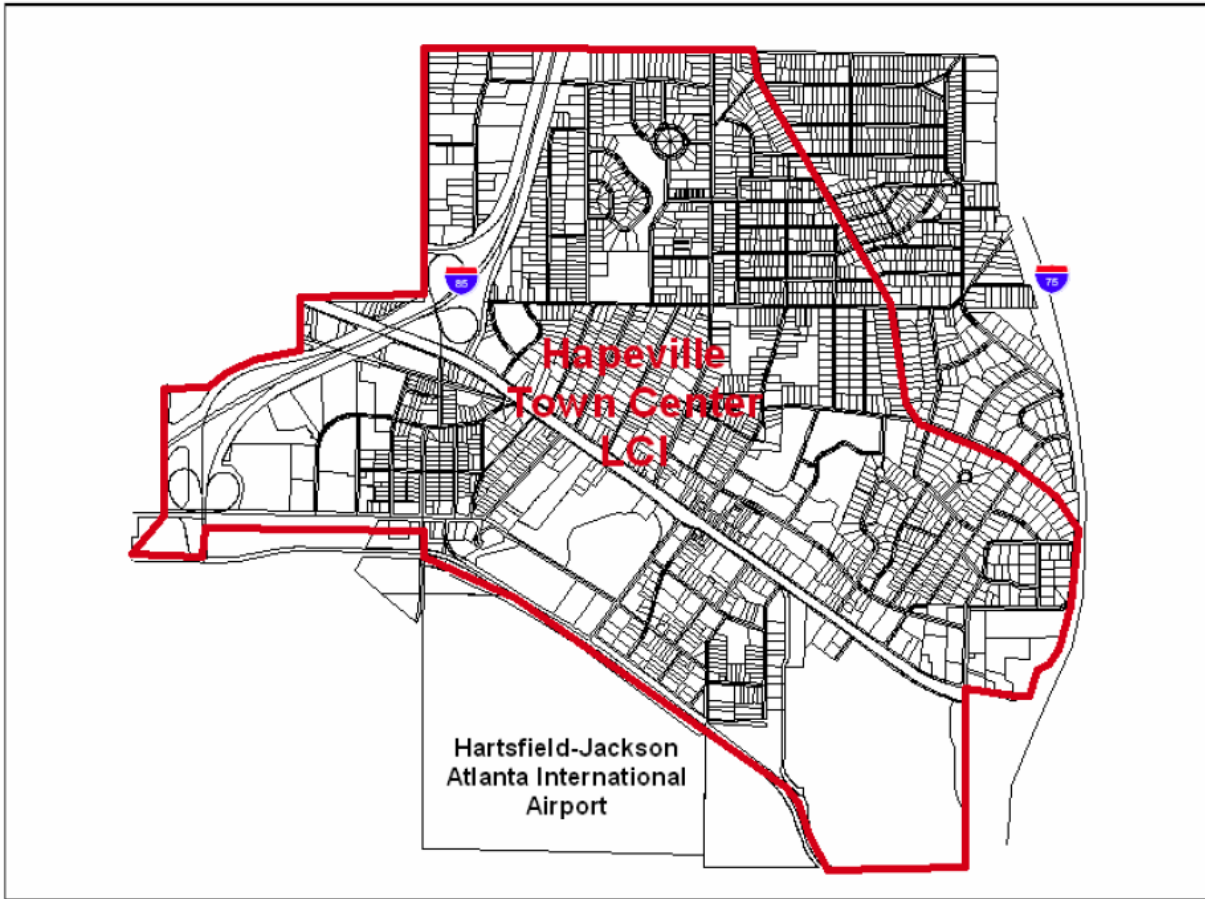 85
75
Hapeville
Town Center
LCI
Hartsfield-Jackson
Atlanta International
Airport